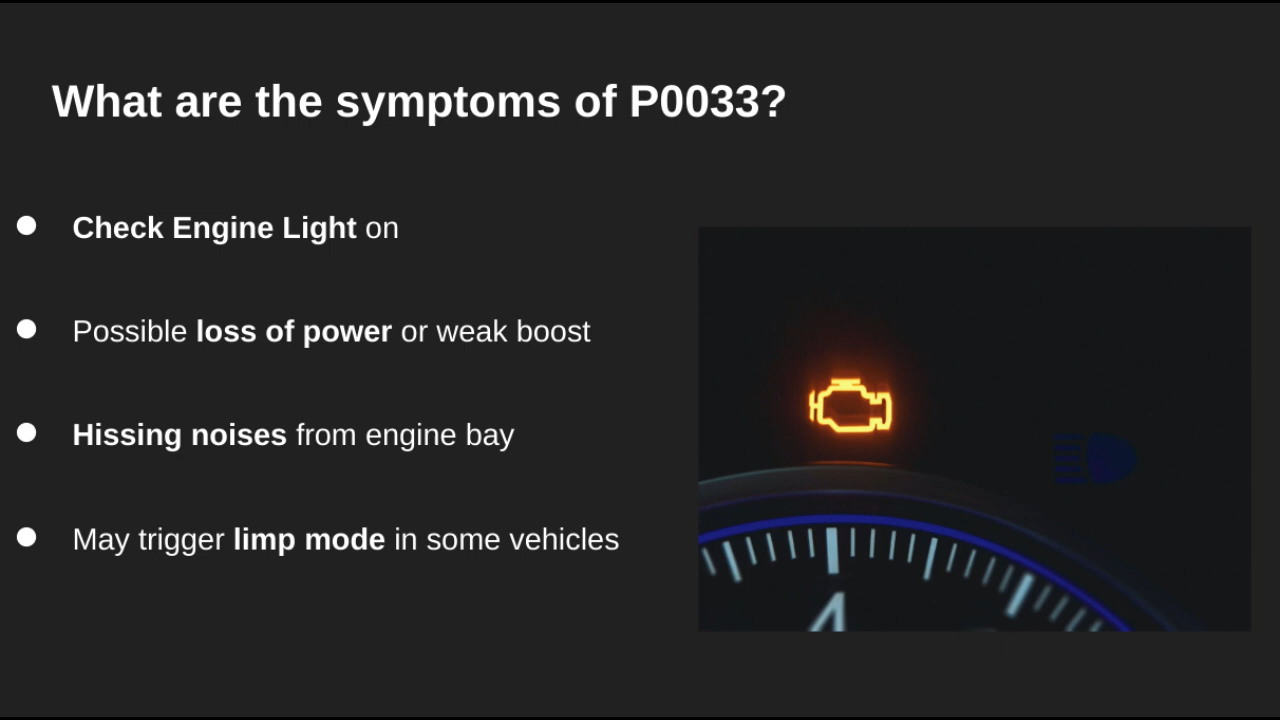 What are the symptoms of P0033?
● Check Engine Light on
● Possible loss of power or weak boost
● Hissing noises from engine bay
● May trigger limp mode in some vehicles
4